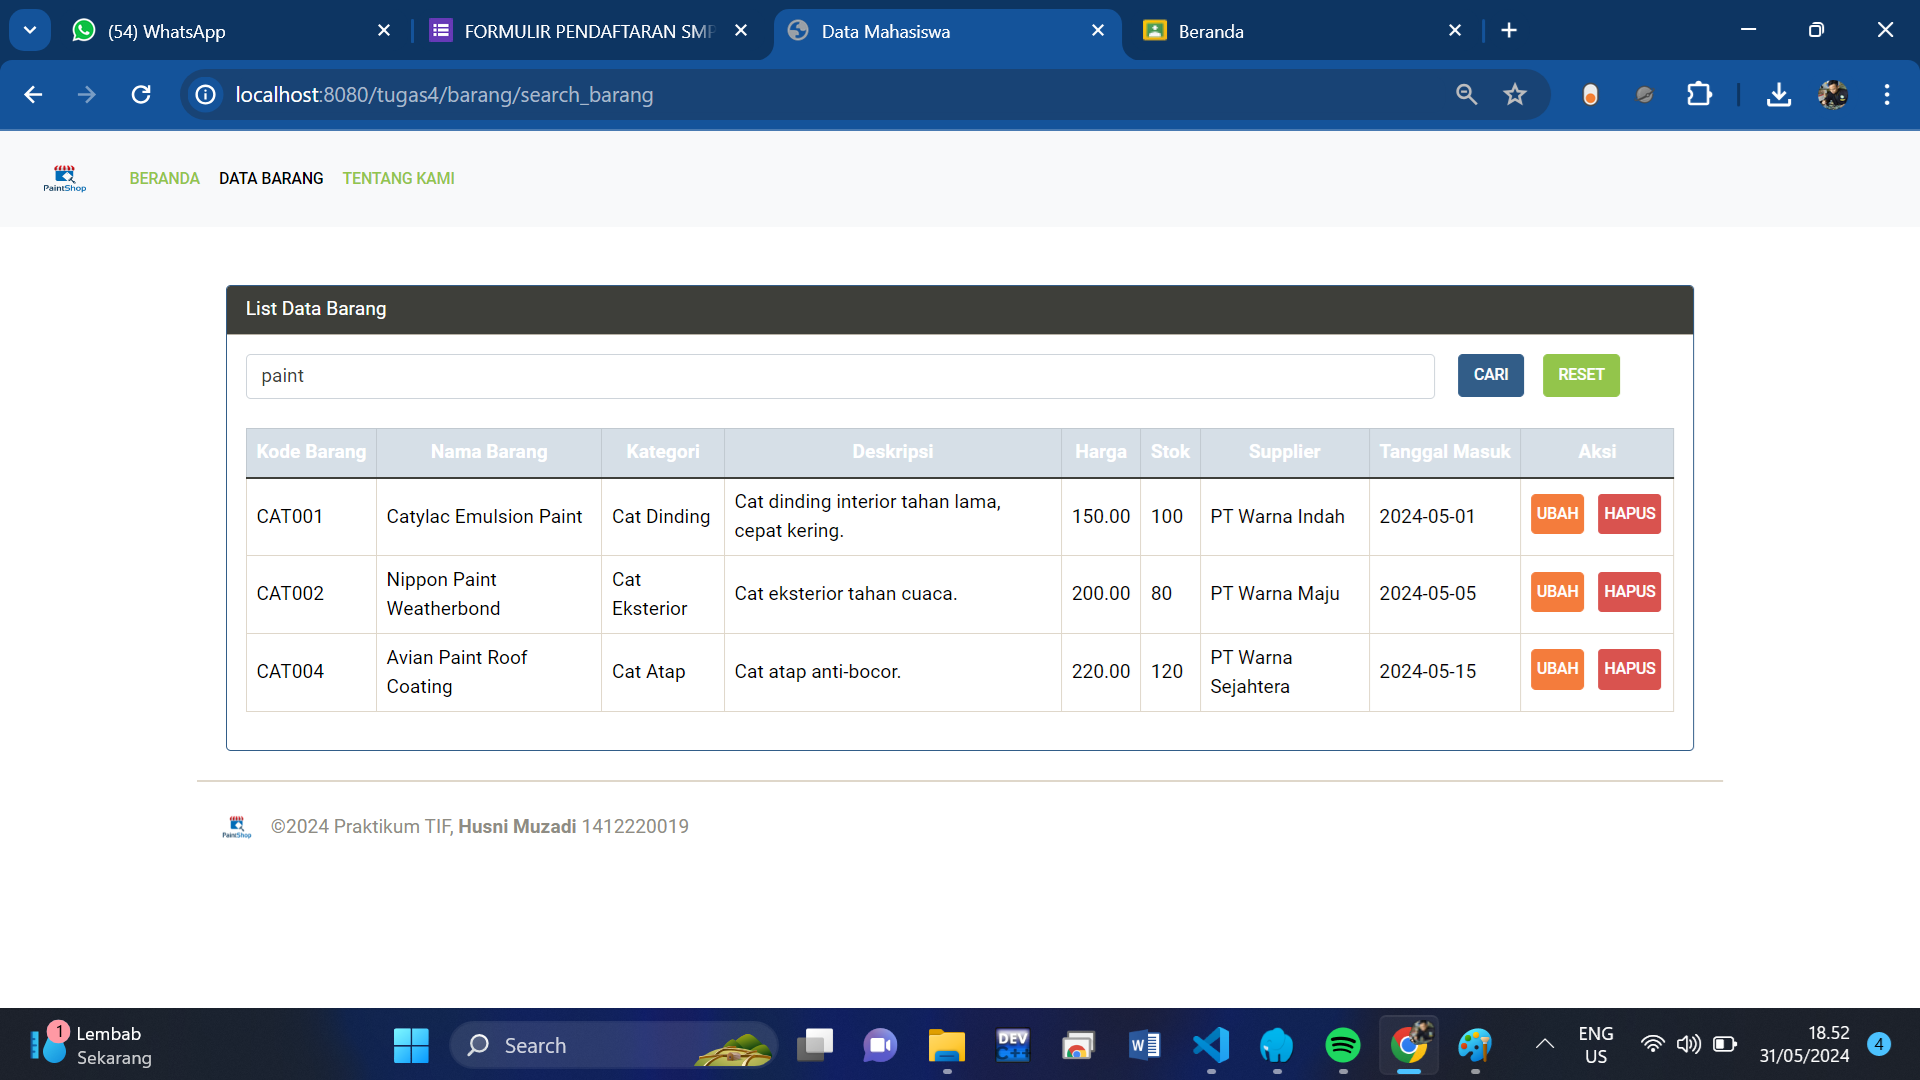 (54) WhatsApp
FORMULIR PENDAFTARAN SMP
Data Mahasiswa
Beranda
localhost:8080/tugas4/barang/search_barang
PaintShop
BERANDA DATA BARANG TENTANG KAMI
List Data Barang
paint
CARI
RESET
Kode Barang Nama Barang Kategori Deskripsi Harga Stok Supplier Tanggal Masuk Aksi
CAT001 Catylac Emulsion Paint Cat Dinding Cat dinding interior tahan lama, cepat kering. 150.00 100 PT Warna Indah 2024-05-01 UBAH HAPUS
CAT002 Nippon Paint Weatherbond Cat Eksterior Cat eksterior tahan cuaca. 200.00 80 PT Warna Maju 2024-05-05 UBAH HAPUS
CAT004 Avian Paint Roof Coating Cat Atap Cat atap anti-bocor. 220.00 120 PT Warna Sejahtera 2024-05-15 UBAH HAPUS
PaintShop
©2024 Praktikum TIF, Husni Muzadi 1412220019
1
Lembab
Sekarang
Search
DEV
C++
W
ENG
US
18.52
31/05/2024
4